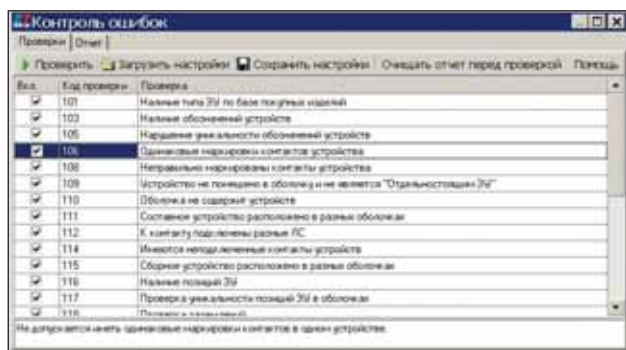 Контроль ошибок
Проверки Отчет
Проверить Загрузить настройки Сохранить настройки Очищать отчет перед проверкой Помощь
Вкл. Код проверки Проверка
101 Наличие типа ЭУ по базе покупных изделий
103 Наличие обозначений устройств
105 Нарушение уникальности обозначений устройств
106 Одинаковые маркировки контактов устройства
108 Неправильно маркированы контакты устройства
109 Устройство не помещено в оболочку и не является "Отдельностоящим ЭУ"
110 Оболочка не содержит устройств
111 Составное устройство расположено в разных оболочках
112 К контакту подключены разные ЛС
114 Имеются неподключенные контакты устройств
115 Сборное устройство расположено в разных оболочках
116 Наличие позиций ЭУ
117 Проверка уникальности позиций ЭУ в оболочках
118 Проверка
Не допускается иметь одинаковые маркировки контактов в одном устройстве.